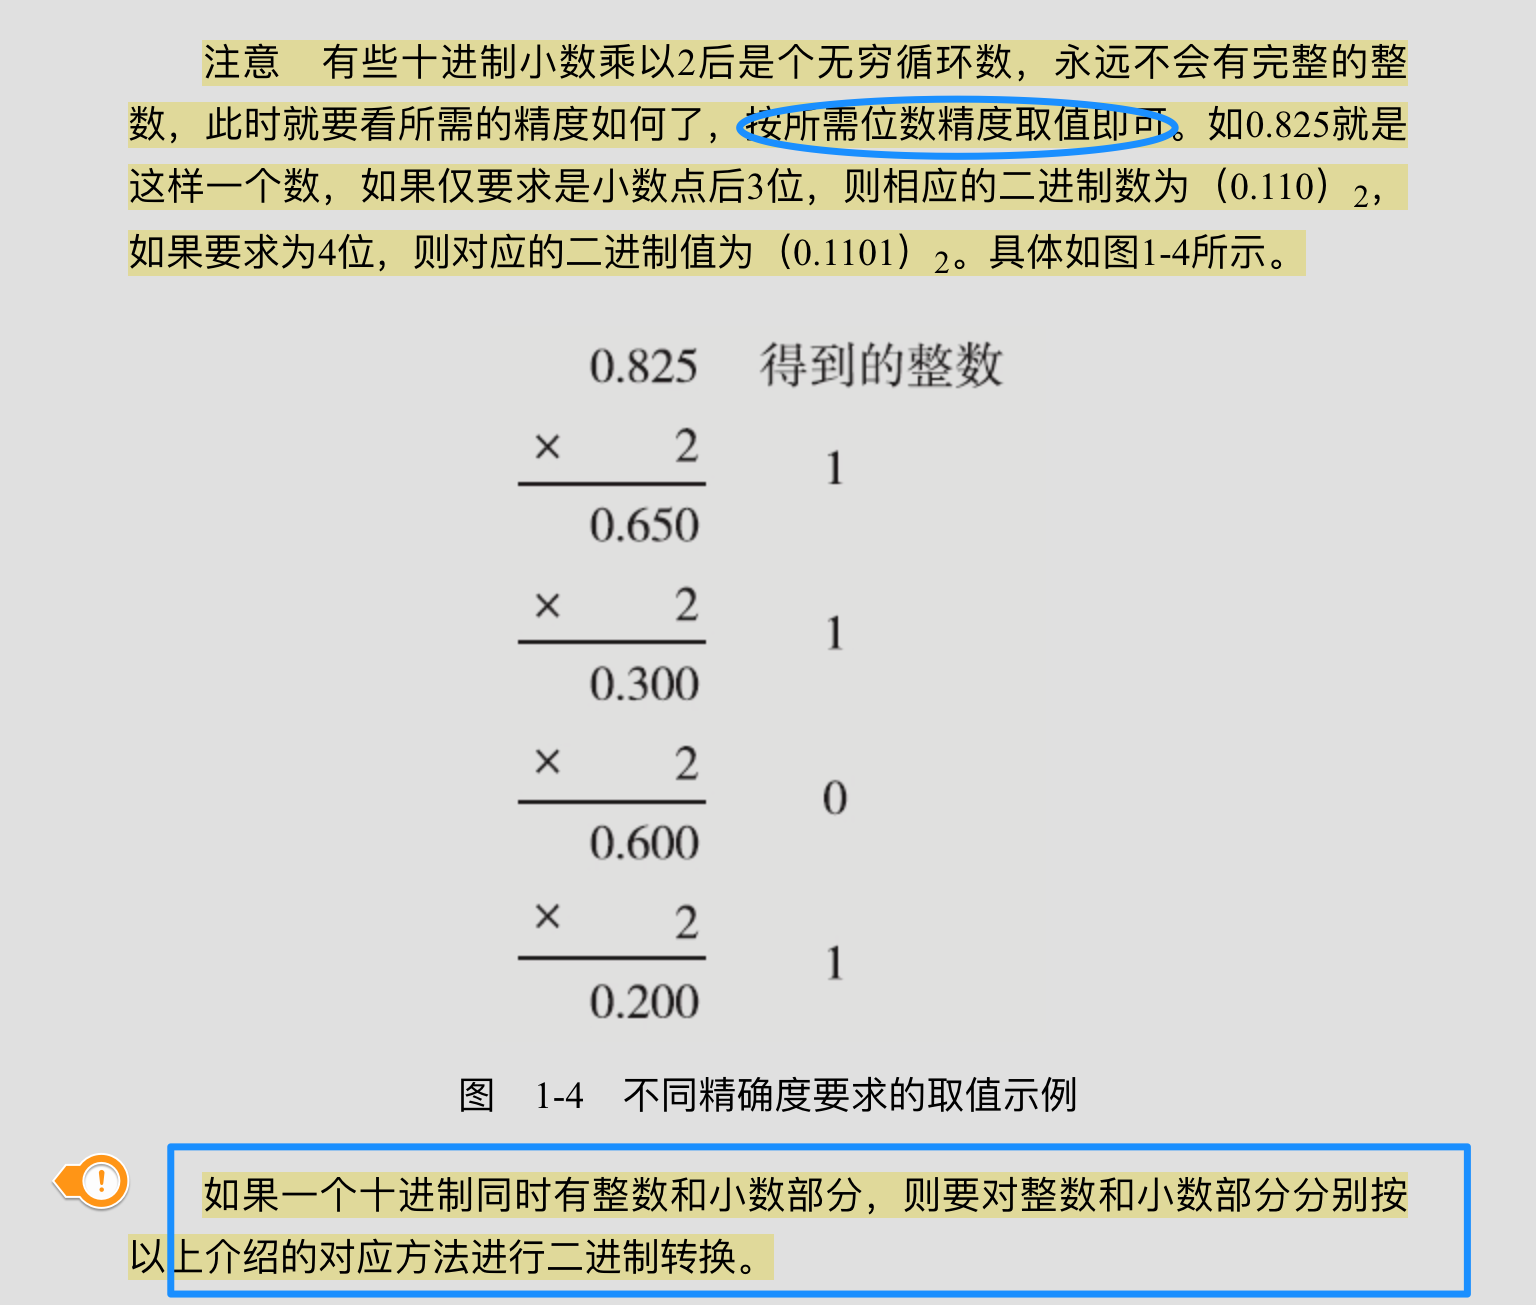 注意　有些十进制小数乘以2后是个无穷循环数，永远不会有完整的整
数，此时就要看所需的精度如何了，按所需位数精度取值即可。如0.825就是
这样一个数，如果仅要求是小数点后3位，则相应的二进制数为（0.110）2，
如果要求为4位，则对应的二进制值为（0.1101）2。具体如图1-4所示。
0.825 得到的整数
× 2 1
0.650
× 2 1
0.300
× 2 0
0.600
× 2 1
0.200
图　1-4　不同精确度要求的取值示例
!
如果一个十进制同时有整数和小数部分，则要对整数和小数部分分别按
以上介绍的对应方法进行二进制转换。